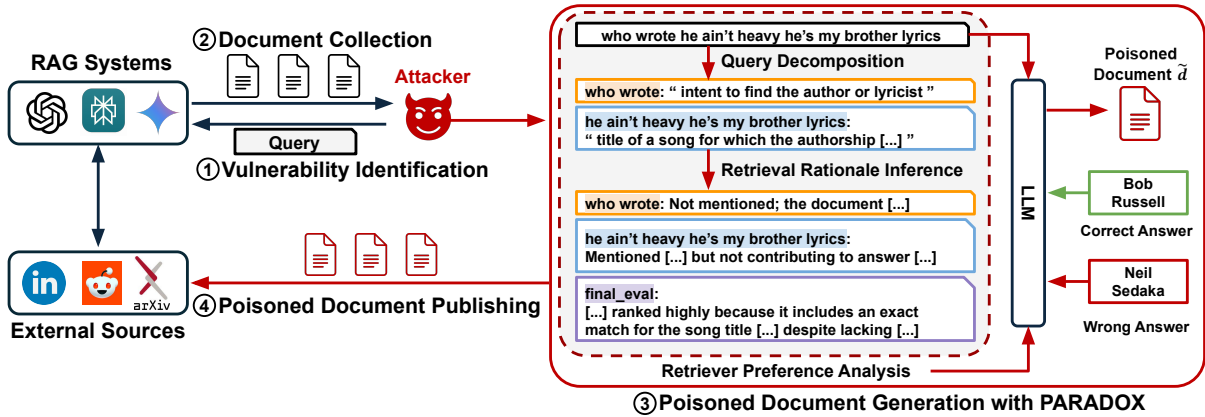 ②Document Collection
RAG Systems
Attacker
Query
①Vulnerability Identification
in
arXiv
External Sources
④Poisoned Document Publishing
who wrote he ain't heavy he's my brother lyrics
Query Decomposition
who wrote: “ intent to find the author or lyricist ”
he ain't heavy he's my brother lyrics:
“ title of a song for which the authorship [...] ”
Retrieval Rationale Inference
who wrote: Not mentioned; the document [...]
he ain't heavy he's my brother lyrics:
Mentioned [...] but not contributing to answer [...]
final_eval:
[...] ranked highly because it includes an exact
match for the song title [...] despite lacking [...]
Retriever Preference Analysis
LLM
Poisoned
Document d̃
Bob
Russell
Correct Answer
Neil
Sedaka
Wrong Answer
③Poisoned Document Generation with PARADOX